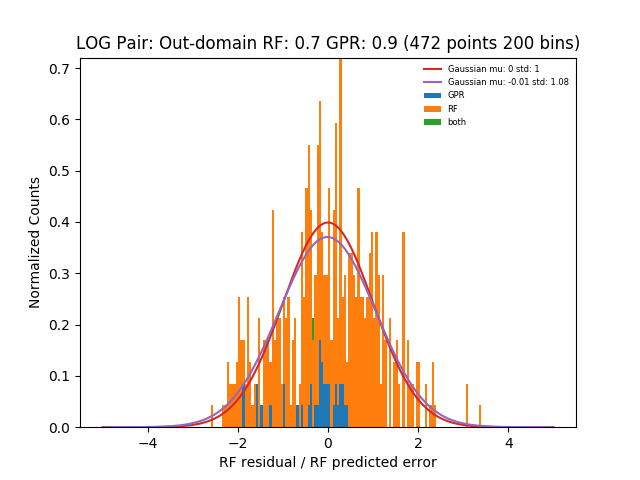 LOG Pair: Out-domain RF: 0.7 GPR: 0.9 (472 points 200 bins)
Gaussian mu: 0 std: 1
Gaussian mu: -0.01 std: 1.08
GPR
RF
both
Normalized Counts
0.7
0.6
0.5
0.4
0.3
0.2
0.1
0.0
−4 −2 0 2 4
RF residual / RF predicted error